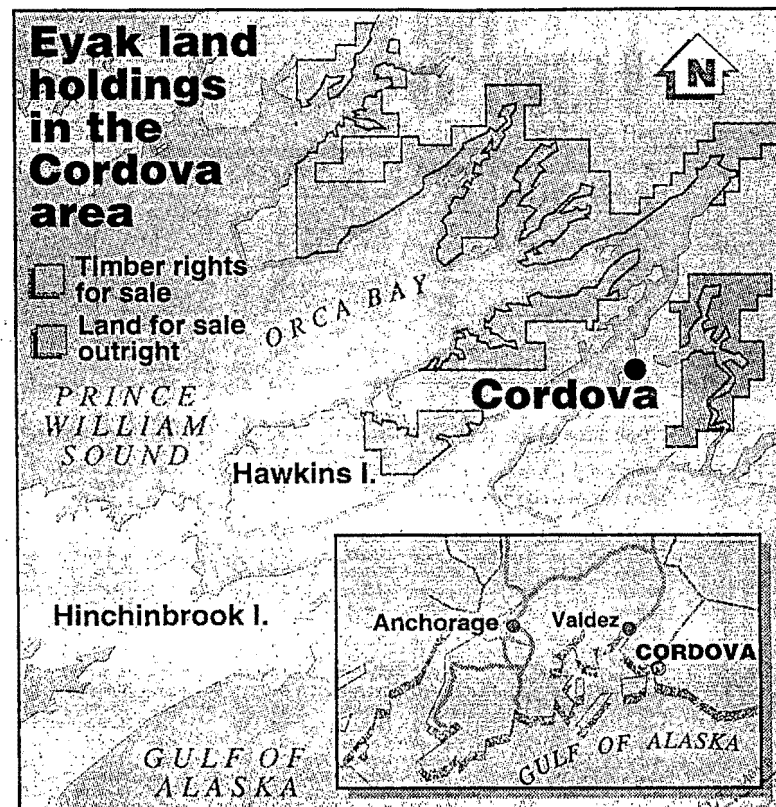 Eyak land
holdings
in the
Cordova
area
N
Timber rights
for sale
Land for sale
outright
ORCA BAY
PRINCE
WILLIAM
SOUND
Cordova
Hawkins I.
Hinchinbrook I.
GULF OF
ALASKA
Anchorage
Valdez
CORDOVA
GULF OF ALASKA